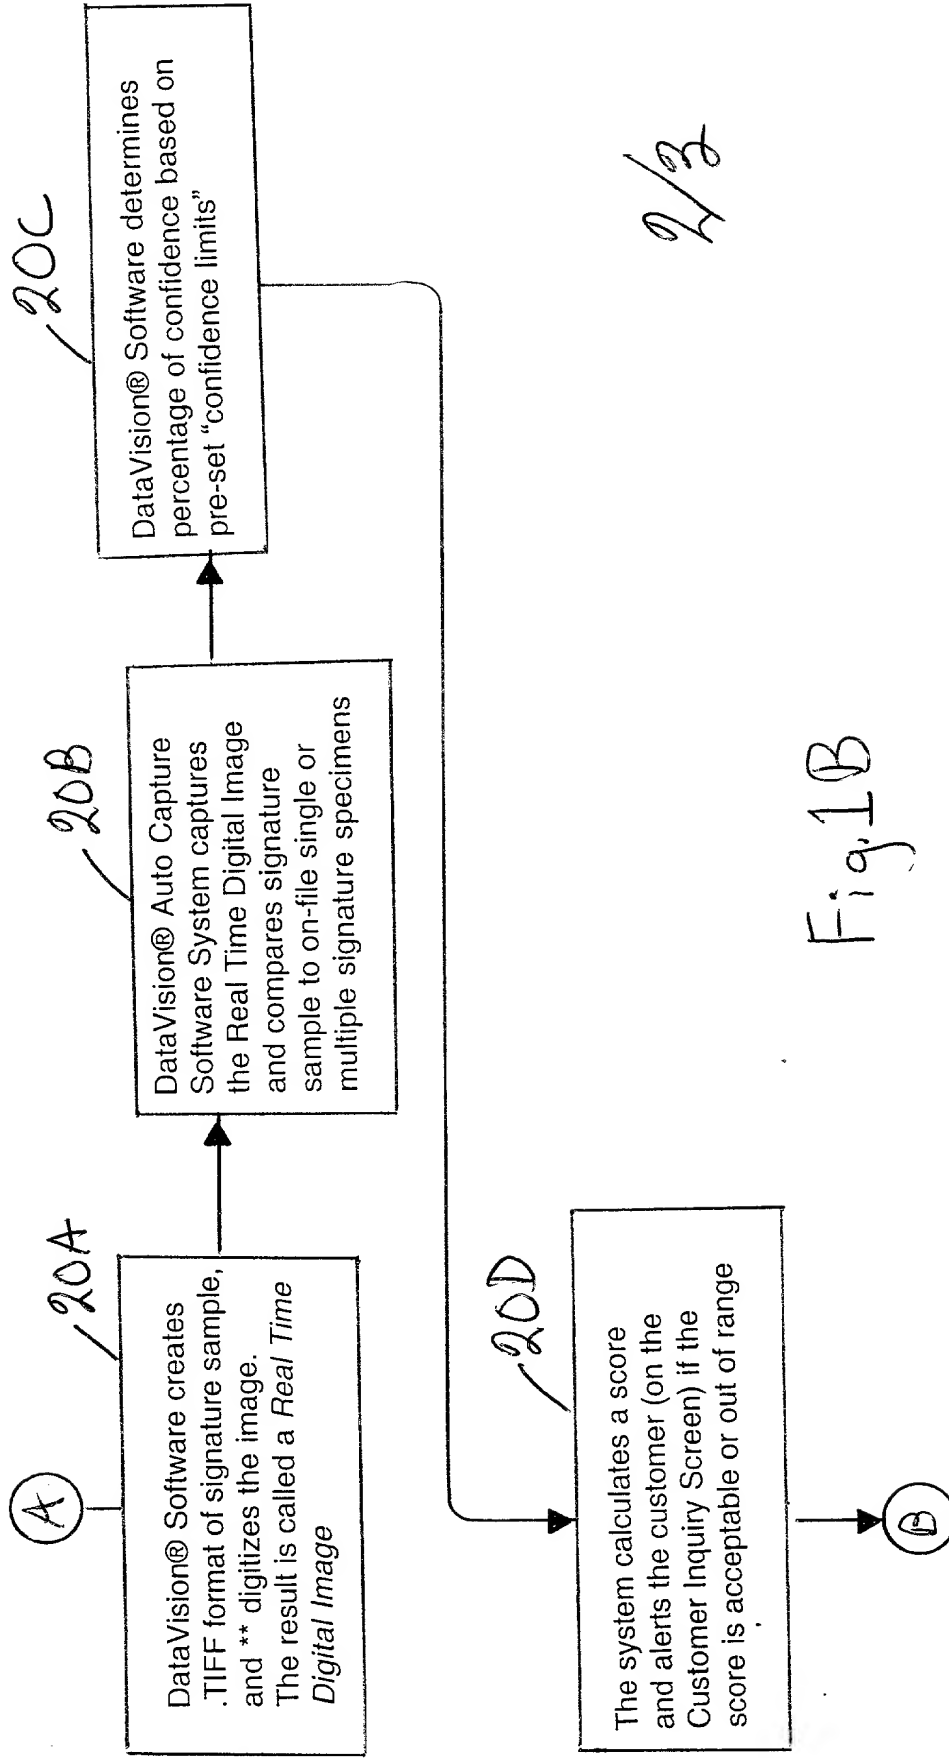 A
20A
DataVision® Software creates
.TIFF format of signature sample,
and ** digitizes the image.
The result is called a Real Time
Digital Image
20B
DataVision® Auto Capture
Software System captures
the Real Time Digital Image
and compares signature
sample to on-file single or
multiple signature specimens
20C
DataVision® Software determines
percentage of confidence based on
pre-set “confidence limits”
20D
The system calculates a score
and alerts the customer (on the
Customer Inquiry Screen) if the
score is acceptable or out of range
B
Fig. 1B
2/3